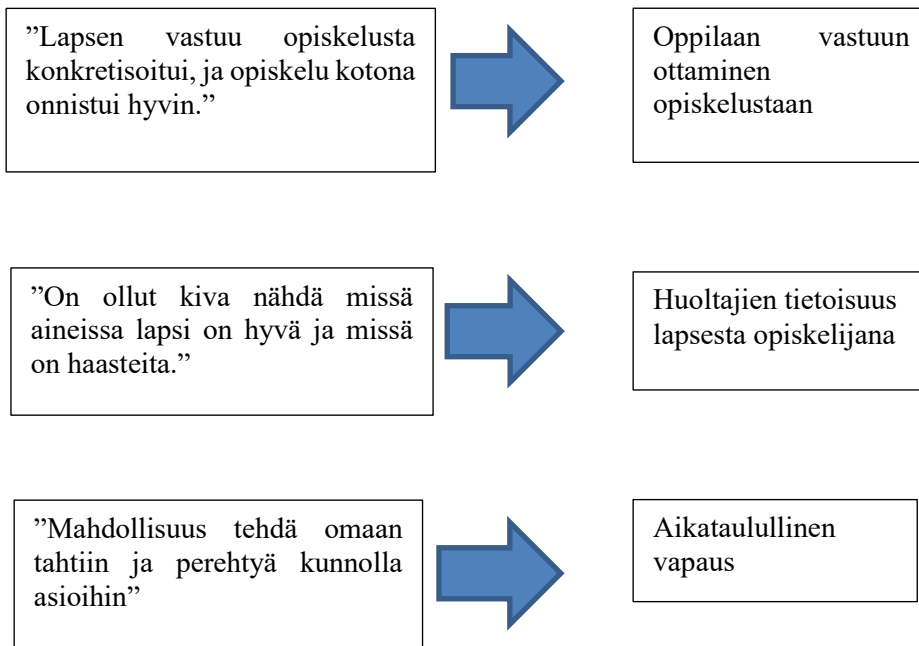 ”Lapsen vastuu opiskelusta
konkretisoitui, ja opiskelu kotona
onnistui hyvin.”
Oppilaan vastuun
ottaminen
opiskelustaan
”On ollut kiva nähdä missä
aineissa lapsi on hyvä ja missä
on haasteita.”
Huoltajien tietoisuus
lapsesta opiskelijana
”Mahdollisuus tehdä omaan
tahtiin ja perehtyä kunnolla
asioihin”
Aikataulullinen
vapaus